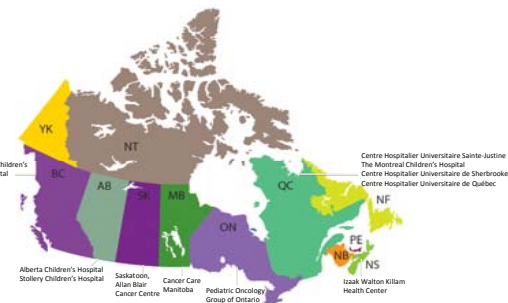 YK
NT
BC
AB
SK
MB
ON
QC
NF
PE
NB
NS
Centre Hospitalier Universitaire Sainte-Justine
The Montreal Children's Hospital
Centre Hospitalier Universitaire de Sherbrooke
Centre Hospitalier Universitaire de Québec
Alberta Children's Hospital
Stollery Children's Hospital
Saskatoon,
Allan Blair
Cancer Centre
Cancer Care
Manitoba
Pediatric Oncology
Group of Ontario
Izaak Walton Killam
Health Center